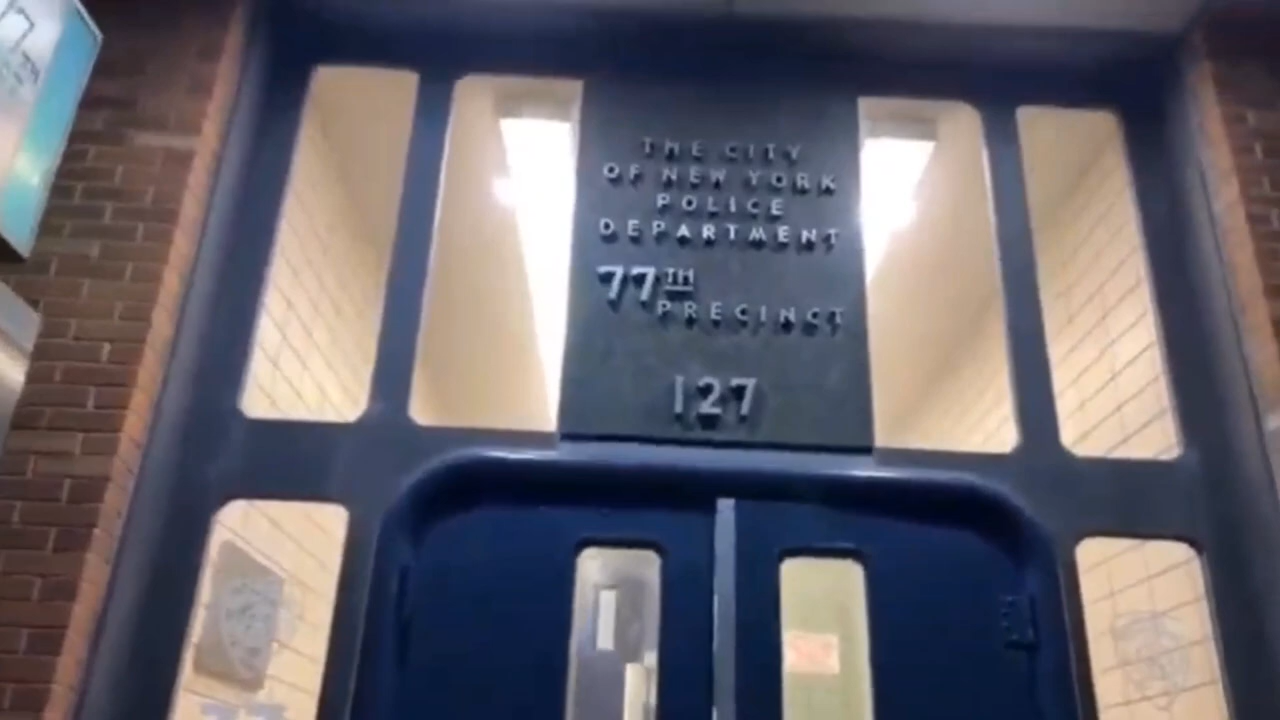 THE CITY
OF NEW YORK
POLICE
DEPARTMENT
77TH
PRECINCT
127